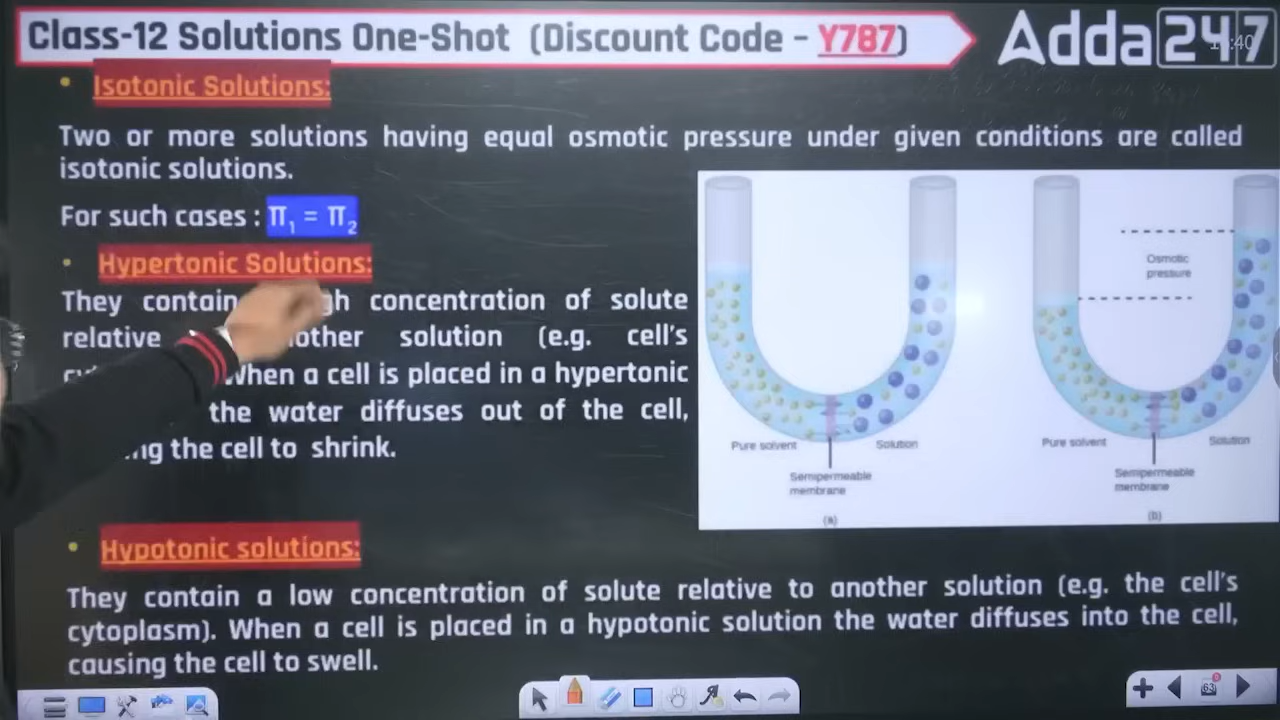 Class-12 Solutions One-Shot (Discount Code - Y787)
Adda247
• Isotonic Solutions:
Two or more solutions having equal osmotic pressure under given conditions are called
isotonic solutions.
For such cases : π₁ = π₂
• Hypertonic Solutions:
They contain concentration of solute
relative solution (e.g. cell's
When a cell is placed in a hypertonic
the water diffuses out of the cell,
the cell to shrink.
Osmotic
pressure
Pure solvent
Solution
Semipermeable
membrane
(a)
Pure solvent
Solution
Semipermeable
membrane
(b)
• Hypotonic solutions:
They contain a low concentration of solute relative to another solution (e.g. the cell's
cytoplasm). When a cell is placed in a hypotonic solution the water diffuses into the cell,
causing the cell to swell.
63